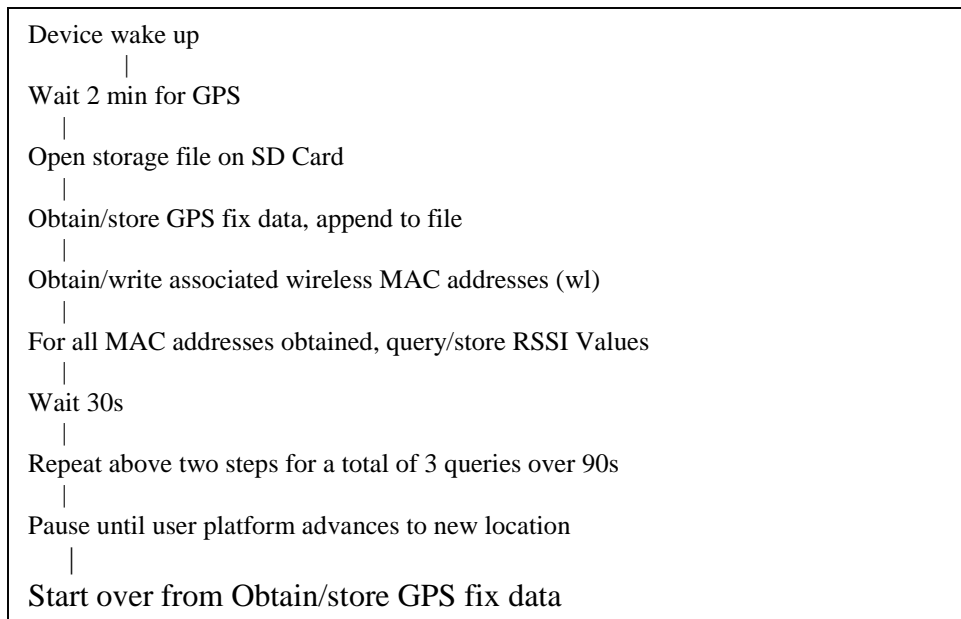 Device wake up
|
Wait 2 min for GPS
|
Open storage file on SD Card
|
Obtain/store GPS fix data, append to file
|
Obtain/write associated wireless MAC addresses (wl)
|
For all MAC addresses obtained, query/store RSSI Values
|
Wait 30s
|
Repeat above two steps for a total of 3 queries over 90s
|
Pause until user platform advances to new location
|
Start over from Obtain/store GPS fix data